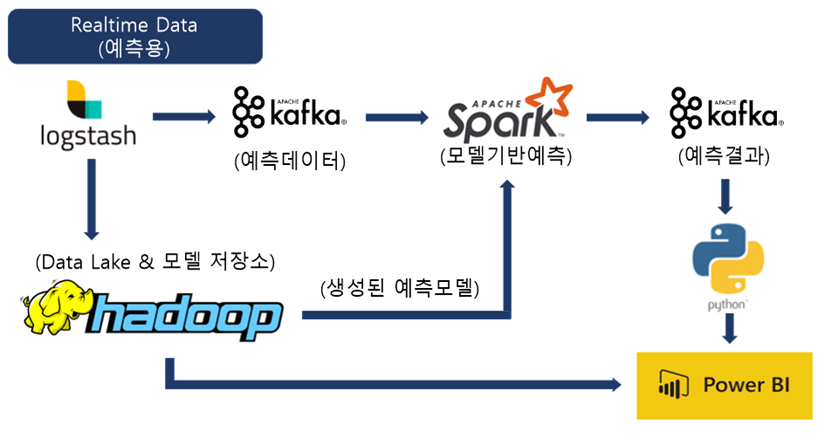 Realtime Data
(예측용)
logstash
APACHE
kafka®
(예측데이터)
APACHE
Spark™
(모델기반예측)
APACHE
kafka®
(예측결과)
(Data Lake & 모델 저장소)
hadoop
(생성된 예측모델)
python™
Power BI